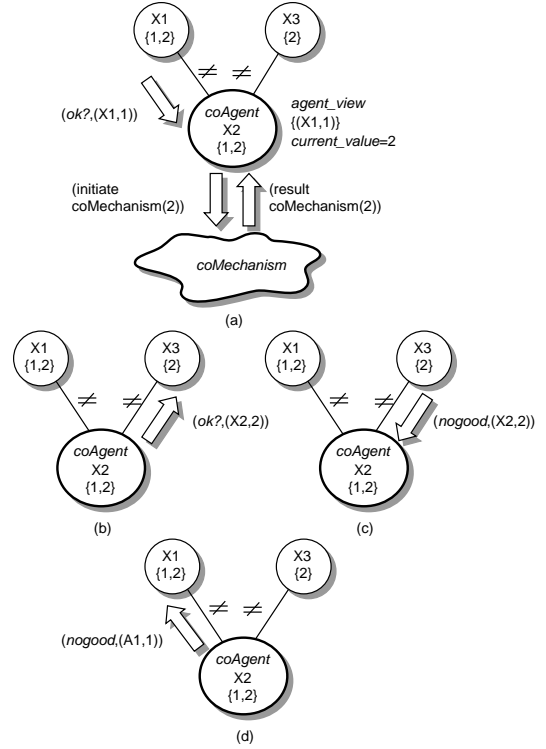 X1
{1,2}
X3
{2}
≠ ≠
(ok?,(X1,1))
coAgent
X2
{1,2}
agent_view
{(X1,1)}
current_value=2
(initiate
coMechanism(2))
(result
coMechanism(2))
coMechanism
(a)
X1
{1,2}
X3
{2}
≠ ≠
(ok?,(X2,2))
coAgent
X2
{1,2}
(b)
X1
{1,2}
X3
{2}
≠ ≠
(nogood,(X2,2))
coAgent
X2
{1,2}
(c)
X1
{1,2}
X3
{2}
≠ ≠
(nogood,(A1,1))
coAgent
X2
{1,2}
(d)